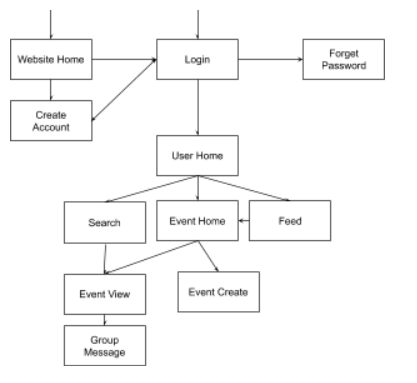 Website Home
Login
Forget
Password
Create
Account
User Home
Search
Event Home
Feed
Event View
Event Create
Group
Message